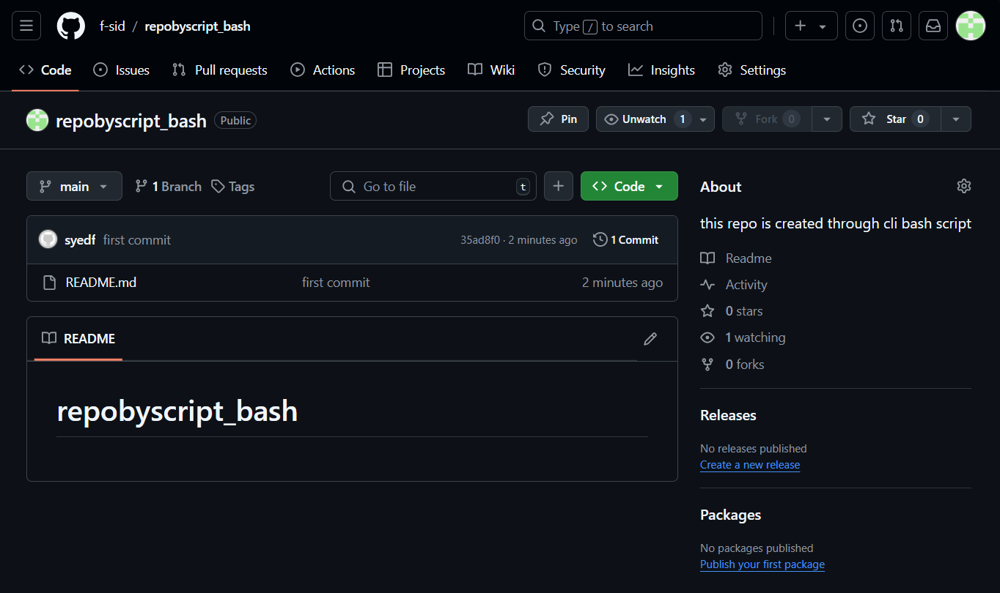 f-sid / repobyscript_bash
Type / to search
Code Issues Pull requests Actions Projects Wiki Security Insights Settings
repobyscript_bash Public
Pin Unwatch 1 Fork 0 Star 0
main 1 Branch Tags Go to file t Code
syedf first commit 35ad8f0 · 2 minutes ago 1 Commit
README.md first commit 2 minutes ago
README
repobyscript_bash
About
this repo is created through cli bash script
Readme
Activity
0 stars
1 watching
0 forks
Releases
No releases published
Create a new release
Packages
No packages published
Publish your first package